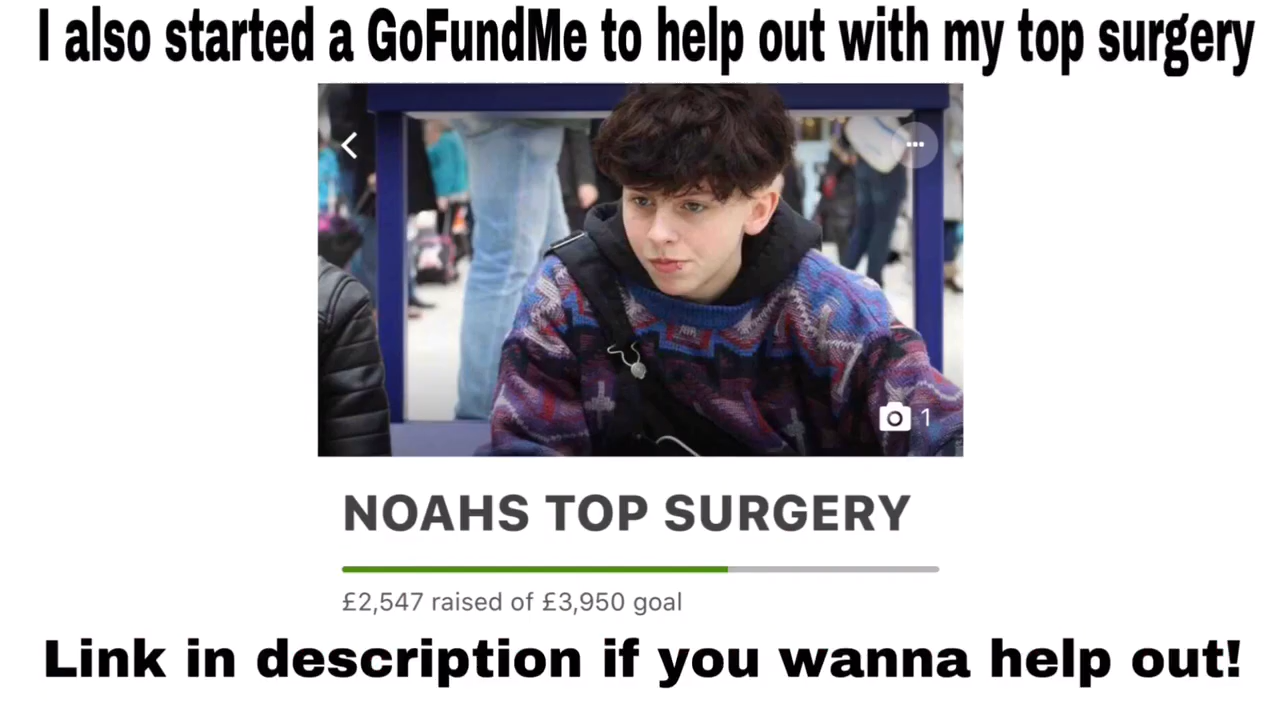 I also started a GoFundMe to help out with my top surgery
1
NOAHS TOP SURGERY
£2,547 raised of £3,950 goal
Link in description if you wanna help out!